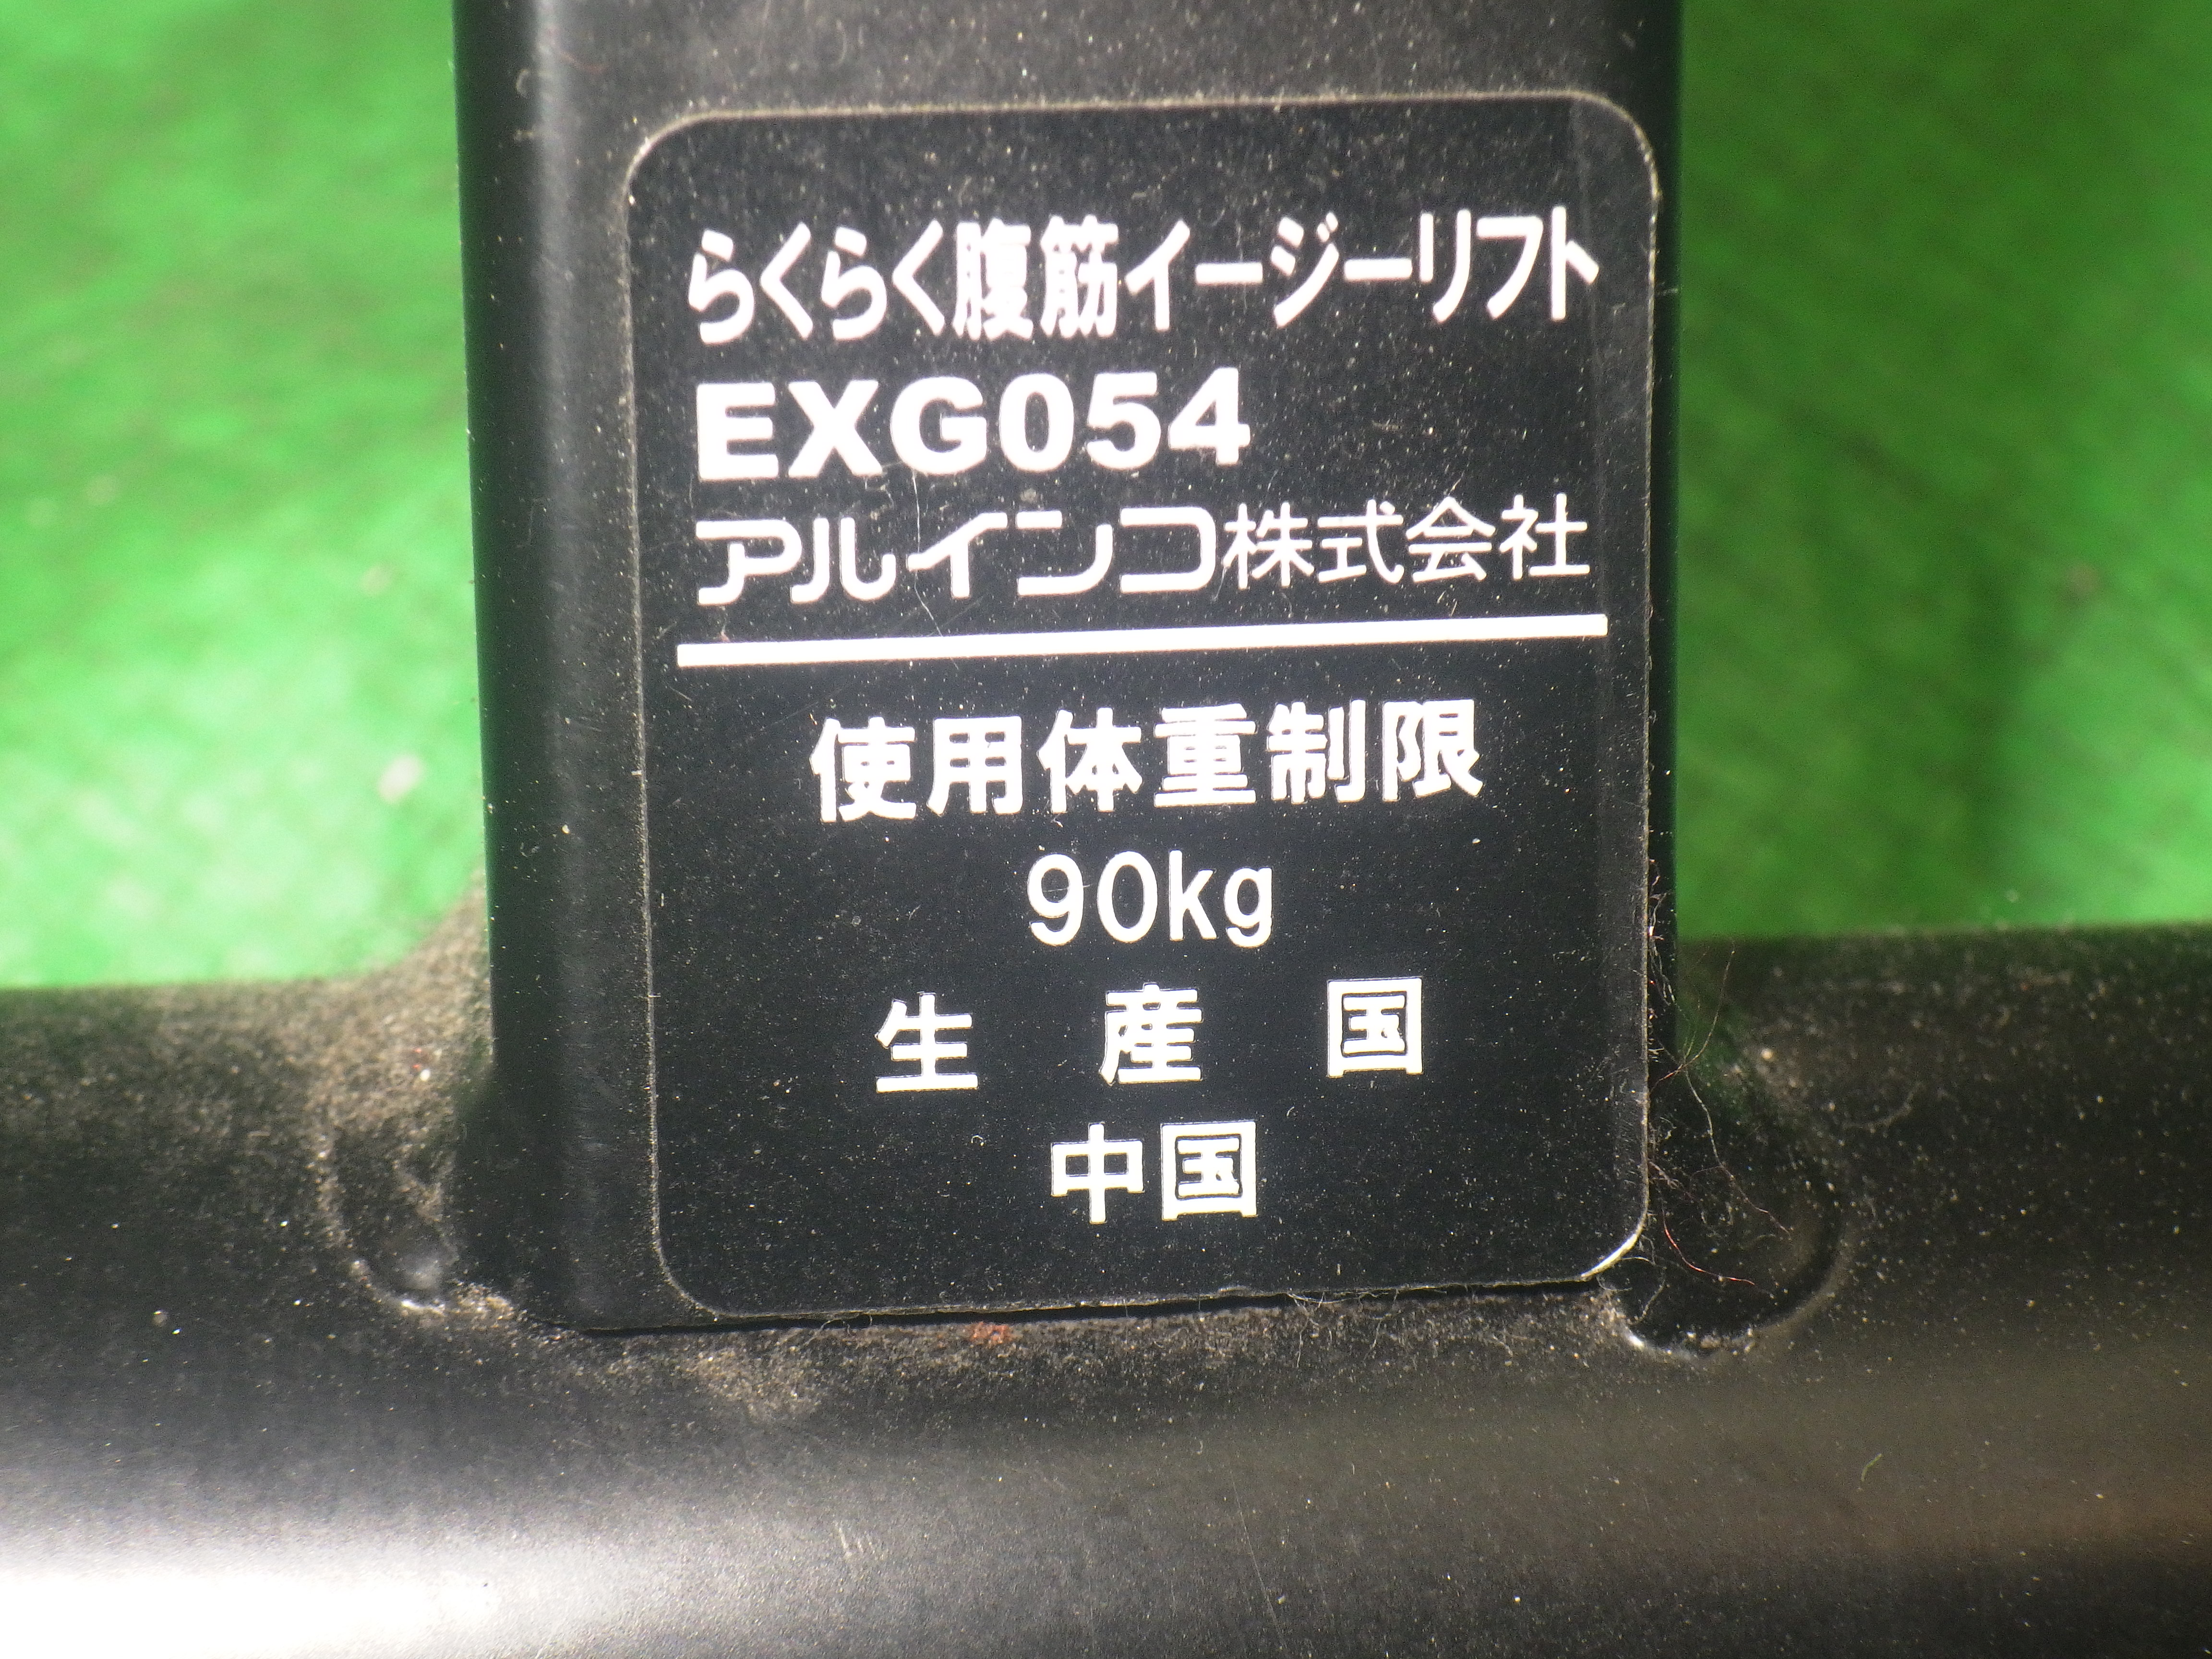 らくらく腹筋イージーリフト
EXG054
アルインコ株式会社
使用体重制限
90kg
生産国
中国